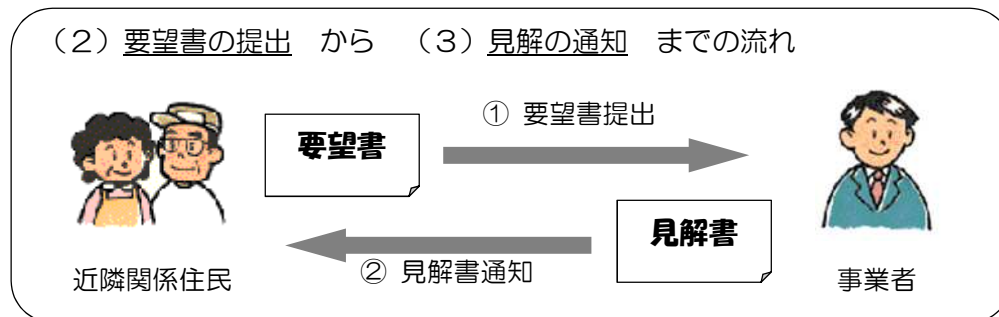 （２）要望書の提出　から　（３）見解の通知　までの流れ
① 要望書提出
要望書
見解書
② 見解書通知
近隣関係住民
事業者